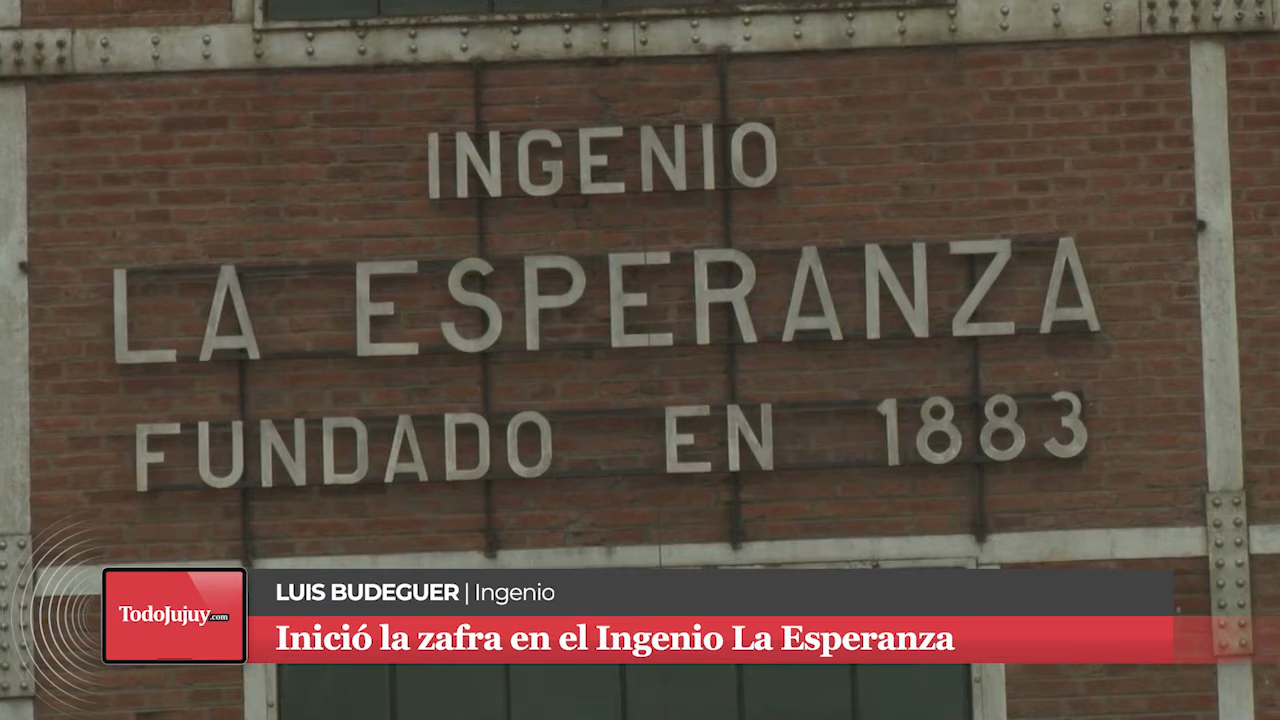 INGENIO
LA ESPERANZA
FUNDADO EN 1883
LUIS BUDEGUER | Ingenio
TodoJujuy.com
Inició la zafra en el Ingenio La Esperanza